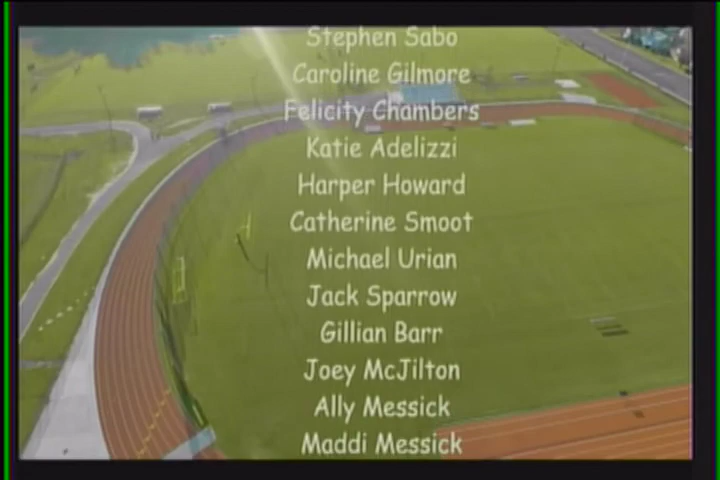 Stephen Sabo
Caroline Gilmore
Felicity Chambers
Katie Adelizzi
Harper Howard
Catherine Smoot
Michael Urian
Jack Sparrow
Gillian Barr
Joey McJilton
Ally Messick
Maddi Messick